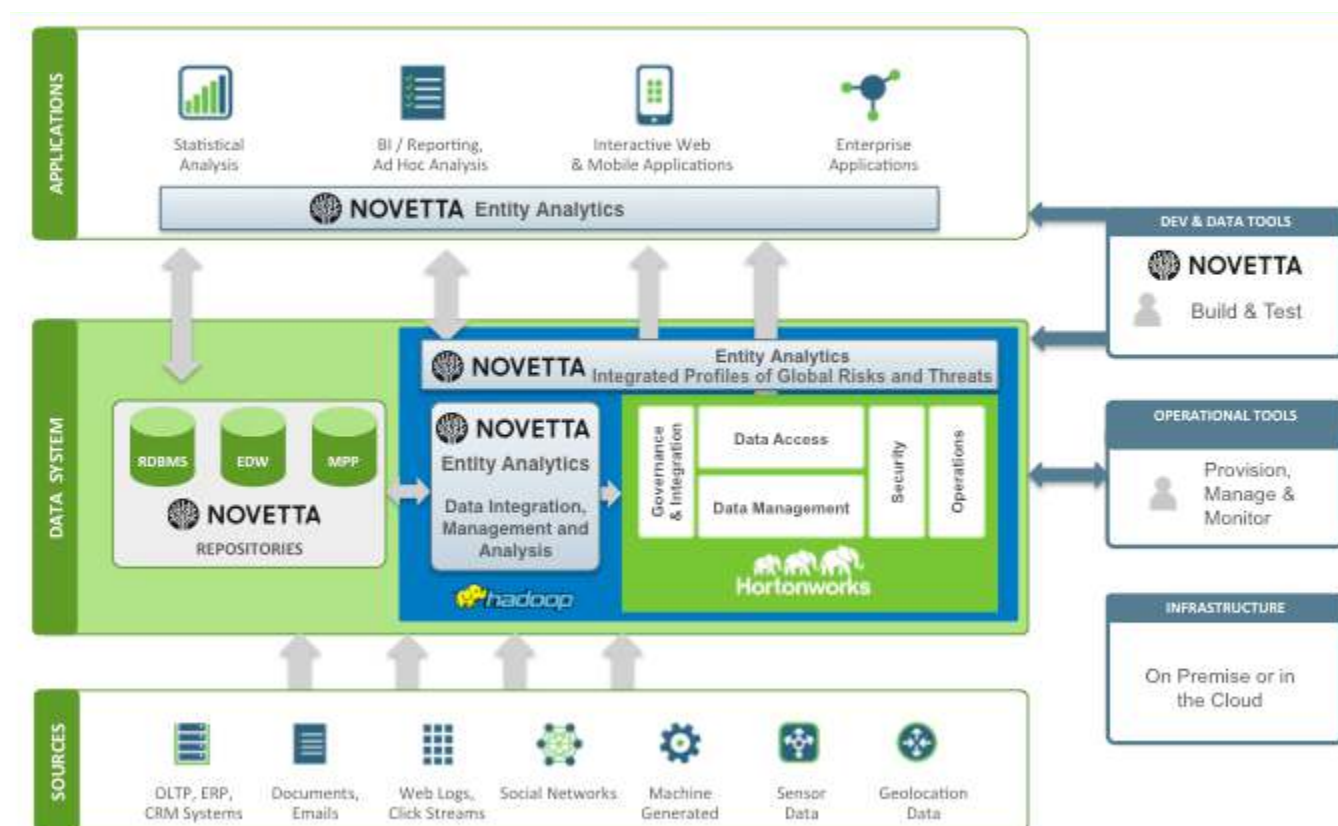 APPLICATIONS
Statistical
Analysis
BI / Reporting,
Ad Hoc Analysis
Interactive Web
& Mobile Applications
Enterprise
Applications
NOVETTA Entity Analytics
DEV & DATA TOOLS
NOVETTA
Build & Test
DATA SYSTEM
RDBMS
EDW
MPP
NOVETTA
REPOSITORIES
NOVETTA
Entity Analytics
Integrated Profiles of Global Risks and Threats
NOVETTA
Entity Analytics
Data Integration,
Management and
Analysis
hadoop
Governance
& Integration
Data Access
Data Management
Security
Operations
Hortonworks
OPERATIONAL TOOLS
Provision,
Manage &
Monitor
INFRASTRUCTURE
On Premise or in
the Cloud
SOURCES
OLTP, ERP,
CRM Systems
Documents,
Emails
Web Logs,
Click Streams
Social Networks
Machine
Generated
Sensor
Data
Geolocation
Data